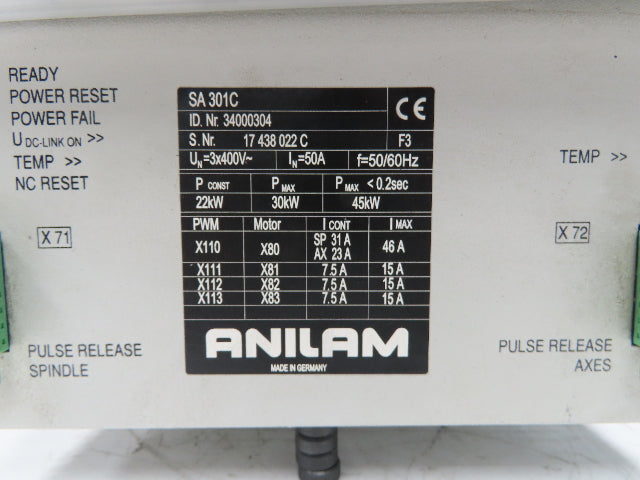 READY
POWER RESET
POWER FAIL
U DC-LINK ON >>
TEMP >>
NC RESET
X 71
PULSE RELEASE
SPINDLE
SA 301C
CE
ID. Nr. 34000304
S. Nr. 17 438 022 C F3
UN=3x400V~ IN=50A f=50/60Hz
P CONST P MAX P MAX < 0.2sec
22kW 30kW 45kW
PWM Motor I CONT I MAX
X110 X80 SP 31 A AX 23 A 46 A
X111 X81 7.5 A 15 A
X112 X82 7.5 A 15 A
X113 X83 7.5 A 15 A
ANILAM
MADE IN GERMANY
TEMP >>
X 72
PULSE RELEASE
AXES